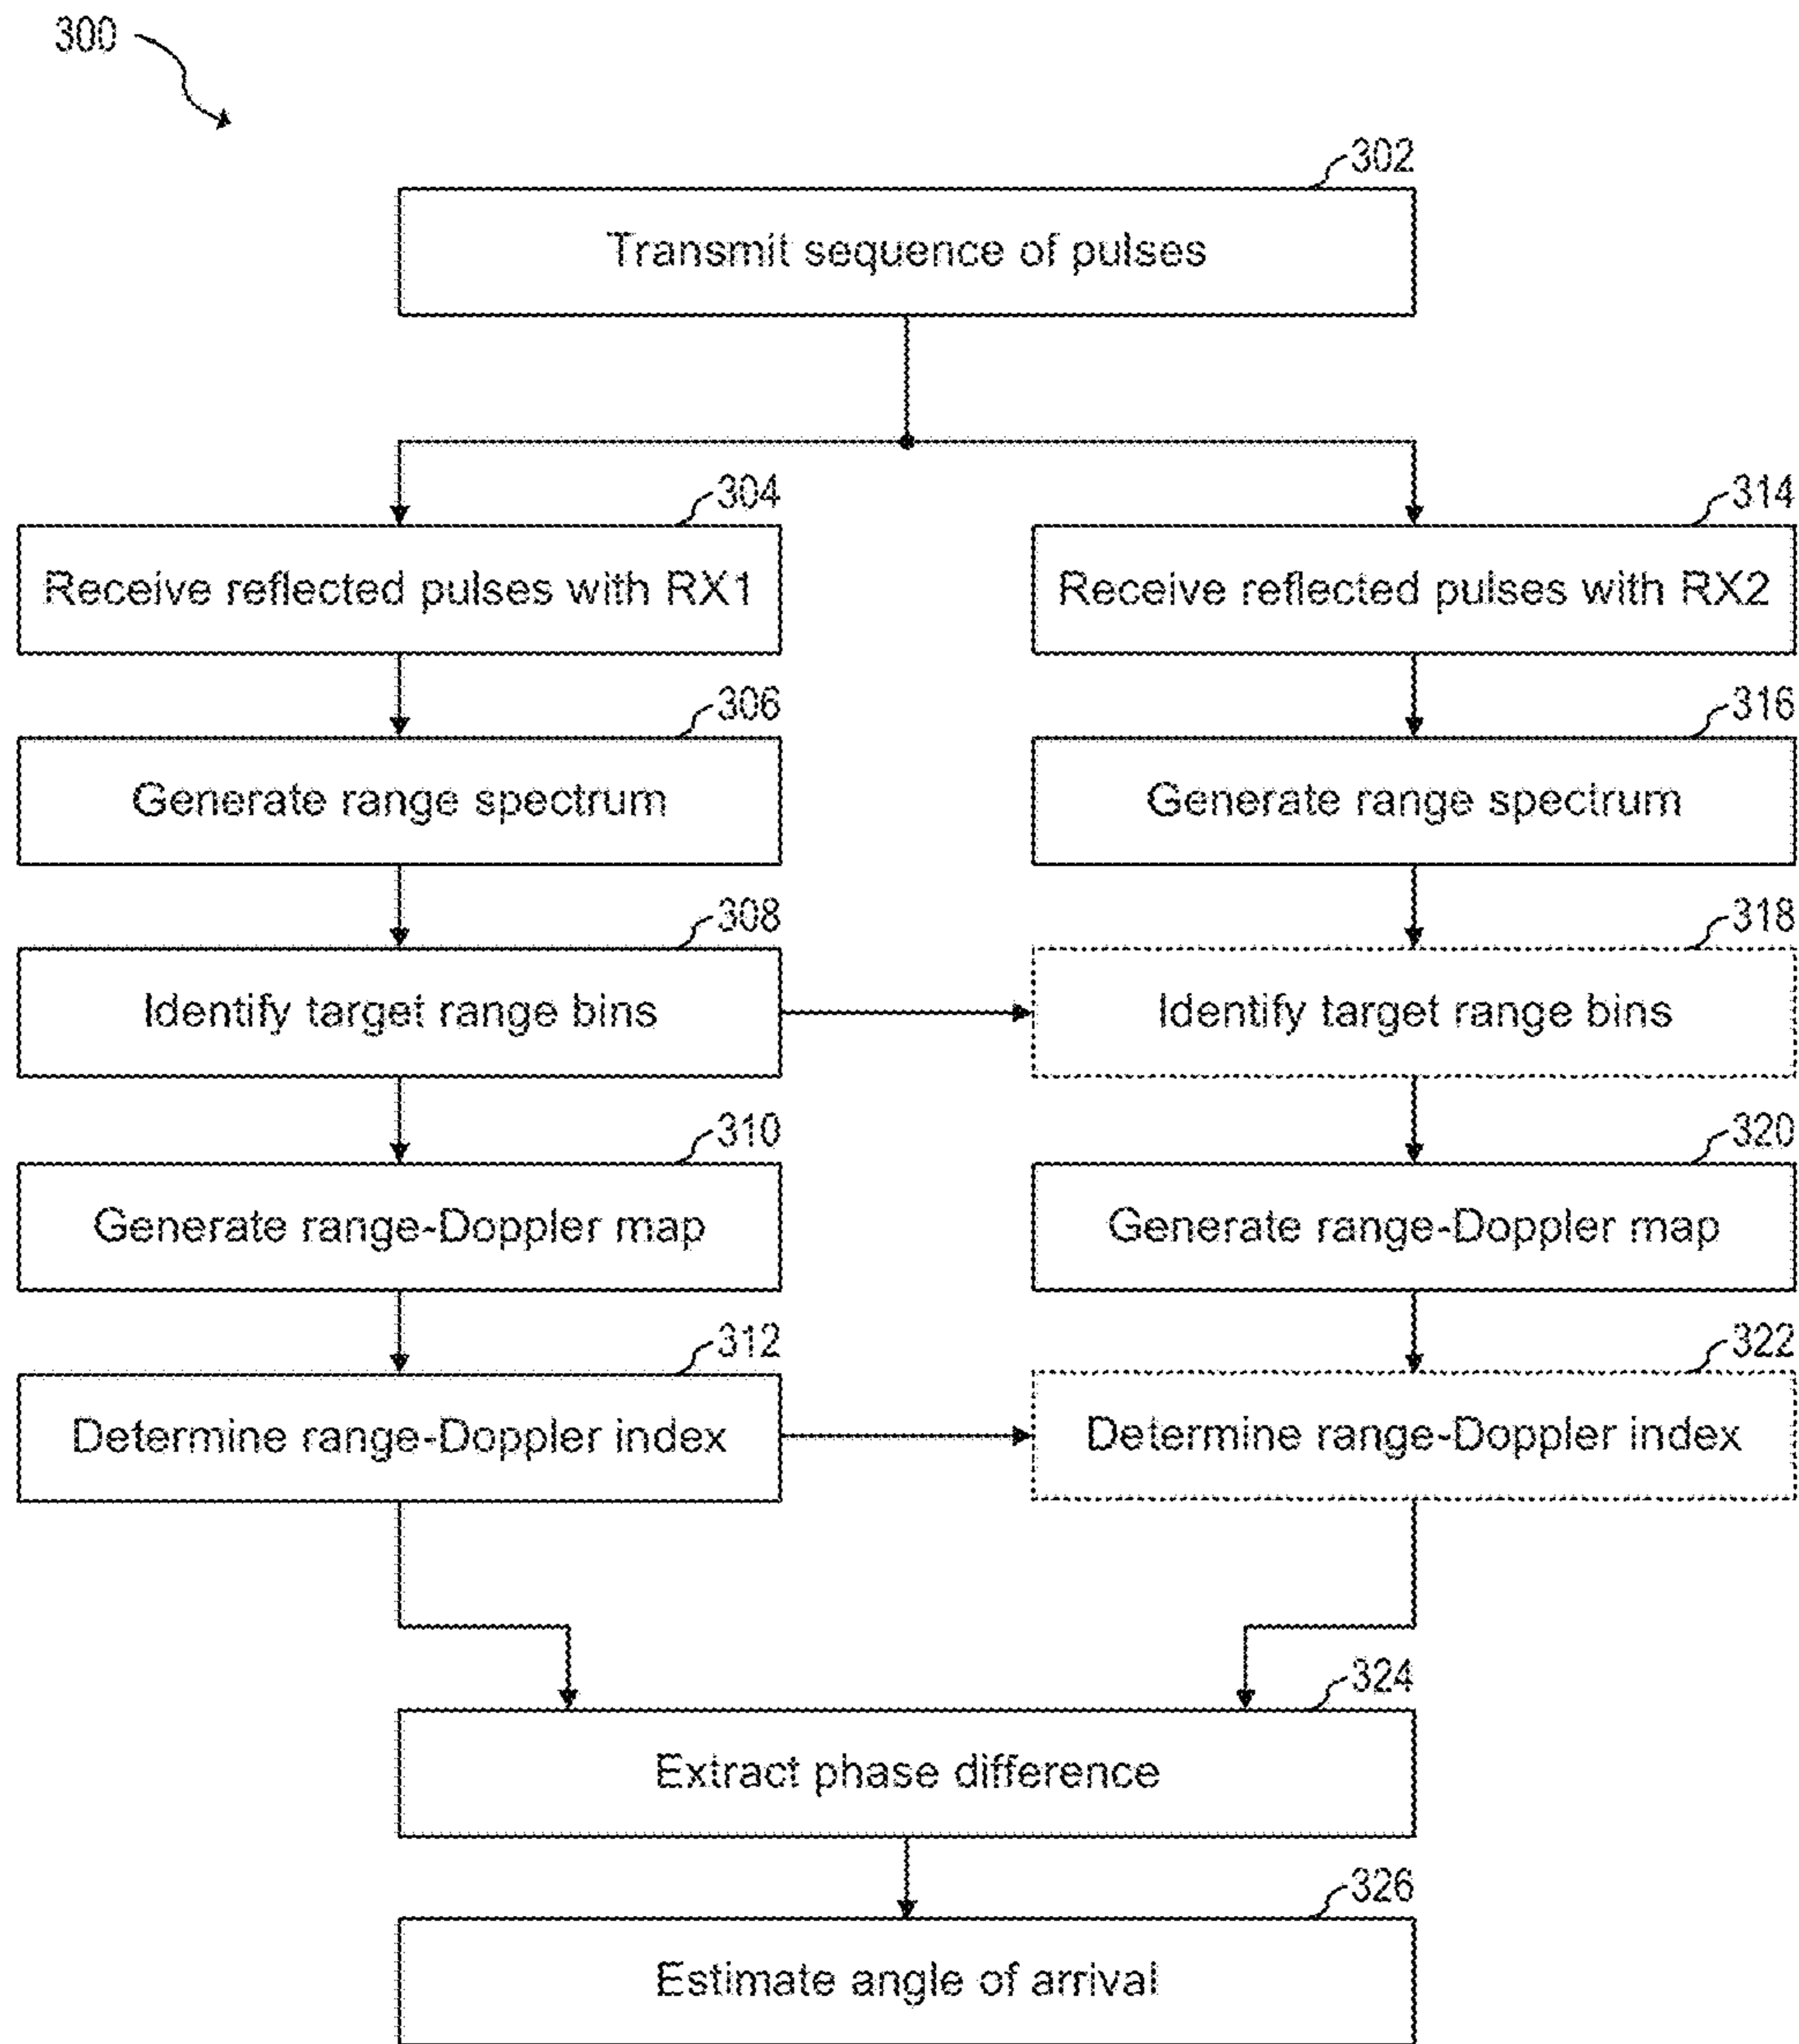 300
302
Transmit sequence of pulses
304
314
Receive reflected pulses with RX1
Receive reflected pulses with RX2
306
316
Generate range spectrum
Generate range spectrum
308
318
Identify target range bins
Identify target range bins
310
320
Generate range-Doppler map
Generate range-Doppler map
312
322
Determine range-Doppler index
Determine range-Doppler index
324
Extract phase difference
326
Estimate angle of arrival